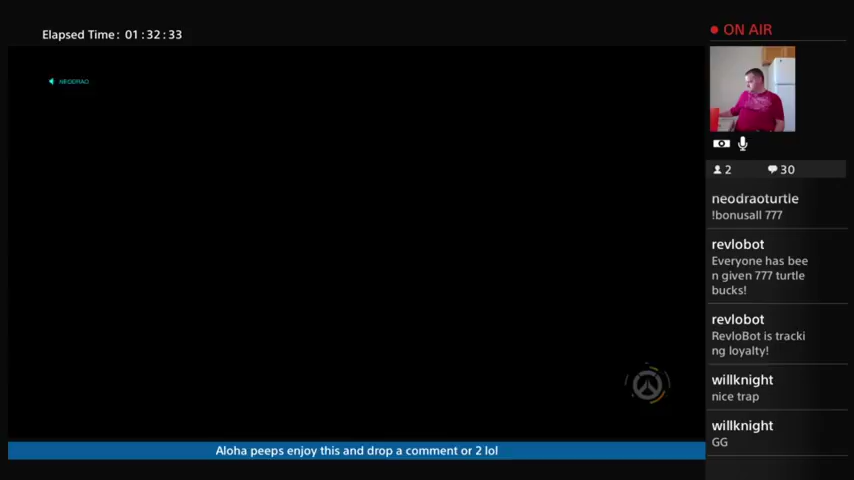 Elapsed Time: 01:32:33
ON AIR
2
30
neodraoturtle
!bonusall 777
revlobot
Everyone has bee
n given 777 turtle
bucks!
revlobot
RevloBot is tracki
ng loyalty!
willknight
nice trap
willknight
GG
Aloha peeps enjoy this and drop a comment or 2 lol